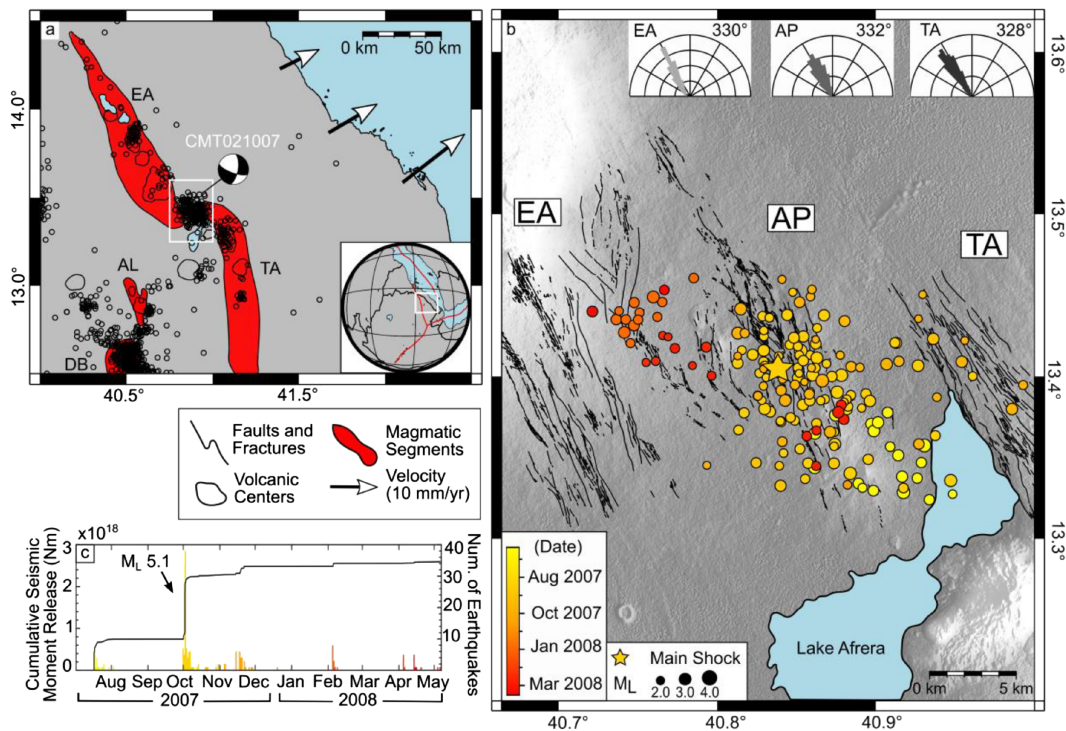 a
0 km 50 km
EA
CMT021007
AL
TA
DB
14.0°
13.0°
40.5° 41.5°
Faults and
Fractures
Magmatic
Segments
Volcanic
Centers
Velocity
(10 mm/yr)
c
x10¹⁸
M_L 5.1
Cumulative Seismic
Moment Release (Nm)
3
2
1
0
Num. of Earthquakes
40
30
20
10
0
Aug Sep Oct Nov Dec Jan Feb Mar Apr May
2007 2008
b
EA 330°
AP 332°
TA 328°
EA
AP
TA
13.6°
13.5°
13.4°
13.3°
(Date)
Aug 2007
Oct 2007
Jan 2008
Mar 2008
Main Shock
M_L 2.0 3.0 4.0
Lake Afrera
0 km 5 km
40.7° 40.8° 40.9°